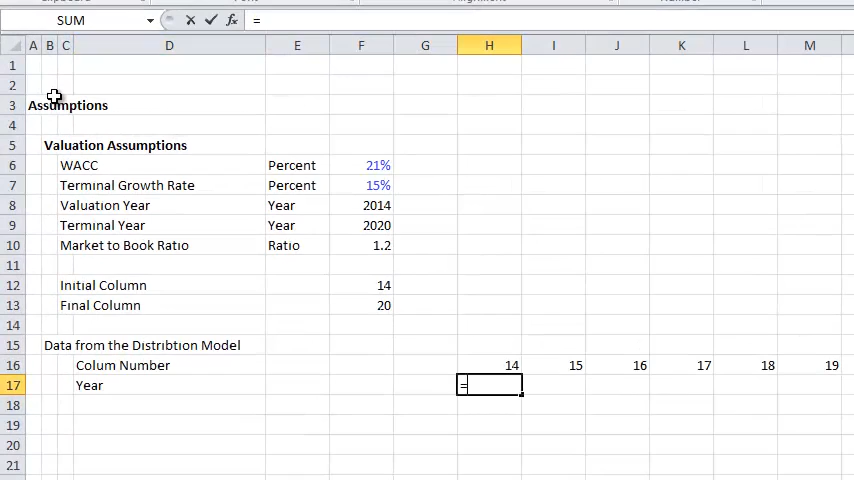 SUM =
A B C D E F G H I J K L M
1
2
3 Assumptions
4
5 Valuation Assumptions
6 WACC Percent 21%
7 Terminal Growth Rate Percent 15%
8 Valuation Year Year 2014
9 Terminal Year Year 2020
10 Market to Book Ratio Ratio 1.2
11
12 Initial Column 14
13 Final Column 20
14
15 Data from the Distribtion Model
16 Colum Number 14 15 16 17 18 19
17 Year =
18
19
20
21